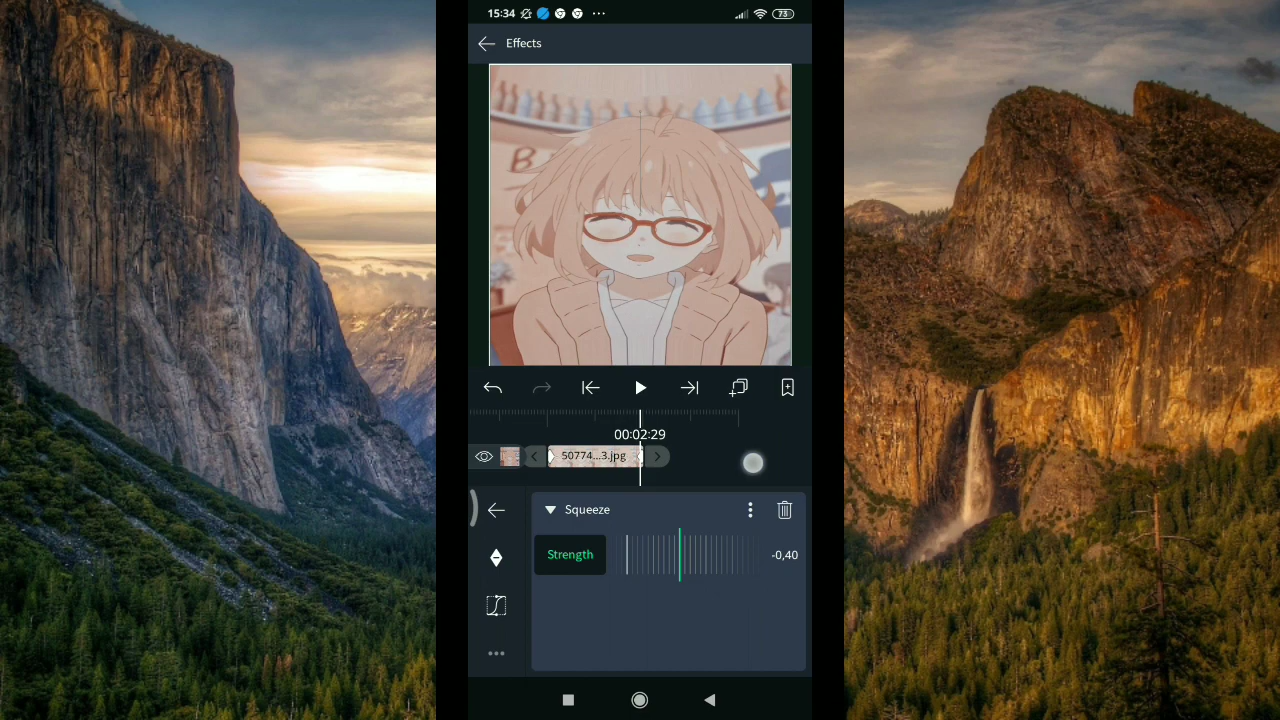 15:34
73
Effects
B
00:02:29
50774...3.jpg
Squeeze
Strength
-0,40